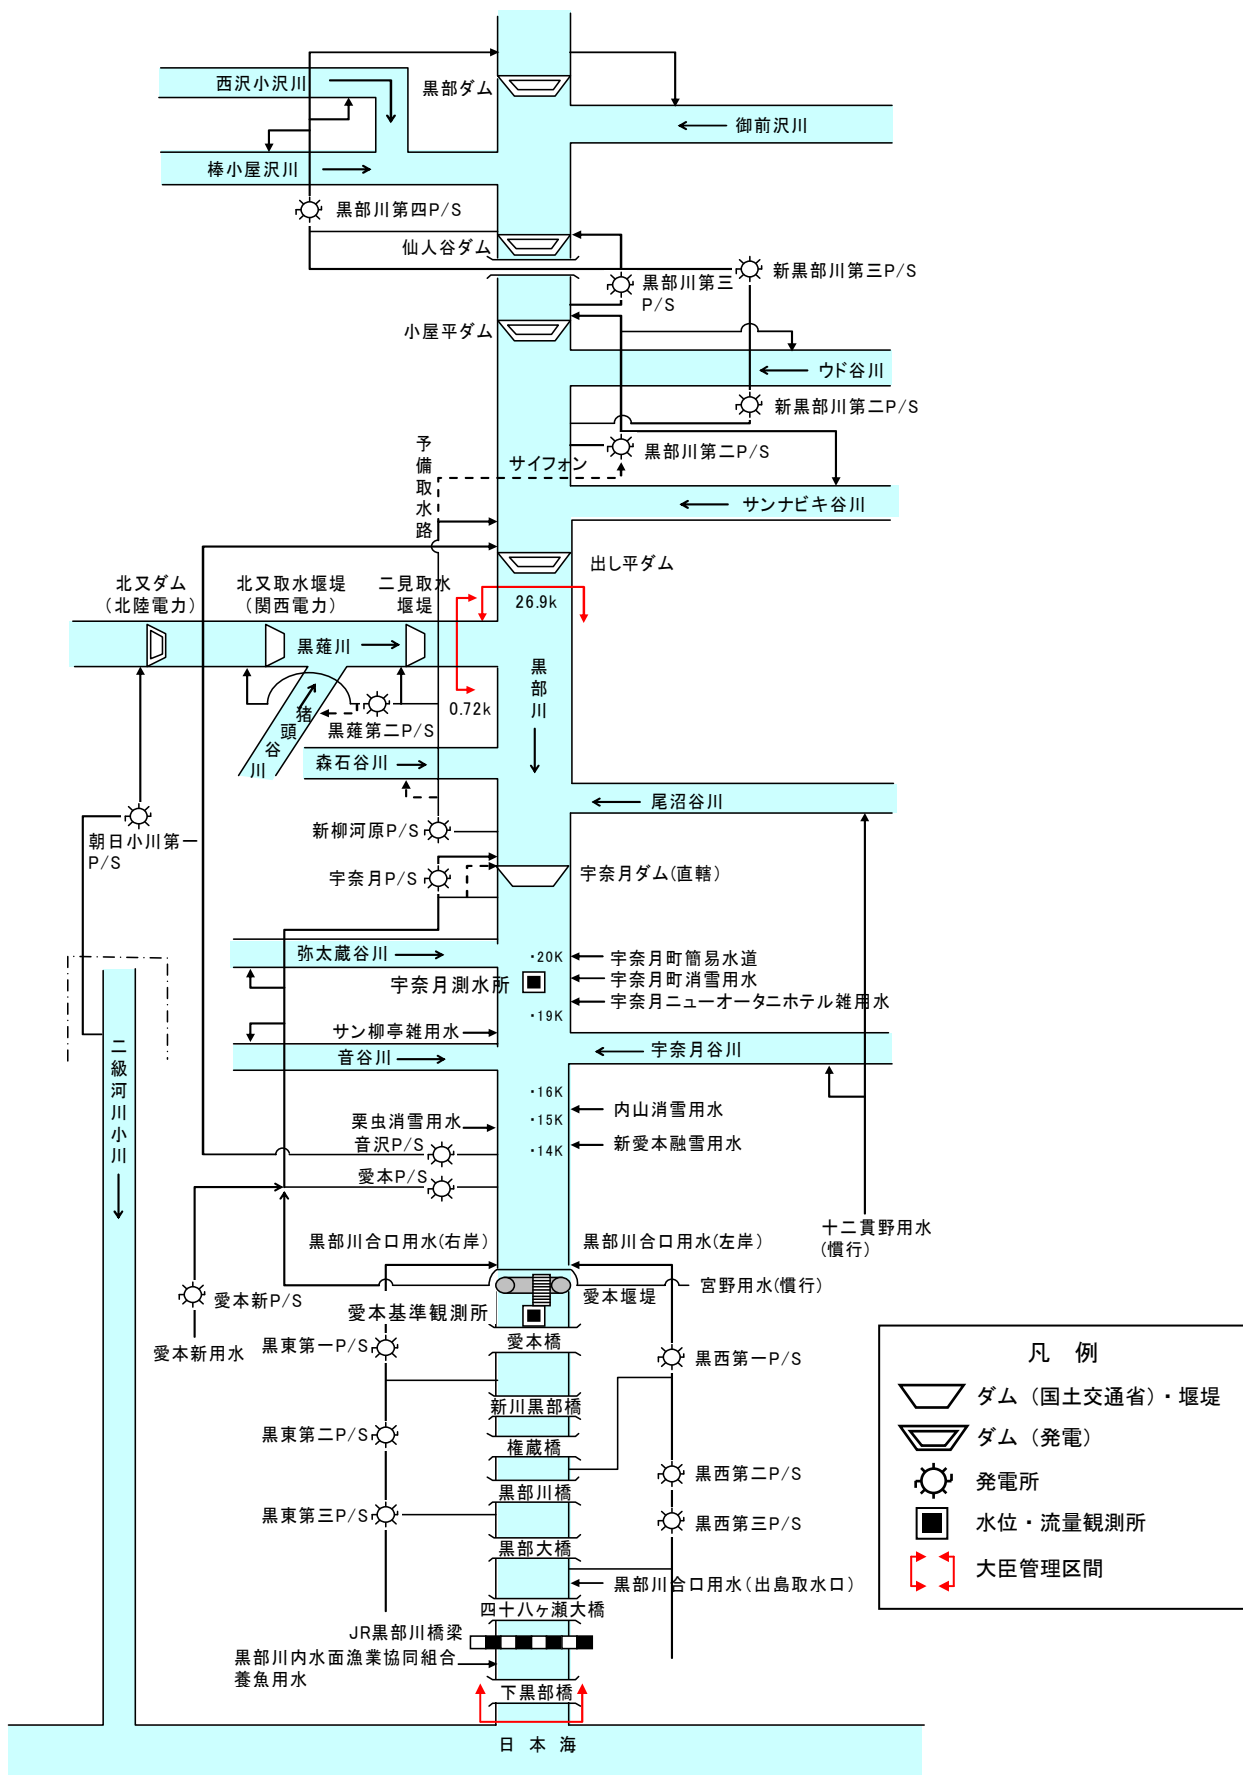 西沢小沢川
黒部ダム
御前沢川
棒小屋沢川
黒部川第四P/S
仙人谷ダム
新黒部川第三P/S
黒部川第三
P/S
小屋平ダム
ウド谷川
新黒部川第二P/S
黒部川第二P/S
予備取水路
サイフォン
サンナビキ谷川
出し平ダム
北又ダム
(北陸電力)
北又取水堰堤
(関西電力)
二見取水
堰堤
26.9k
黒薙川
黒部川
0.72k
猪頭谷川
黒薙第二P/S
森石谷川
尾沼谷川
朝日小川第一
P/S
新柳河原P/S
宇奈月P/S
宇奈月ダム(直轄)
弥太蔵谷川
・20K
宇奈月町簡易水道
宇奈月測水所
宇奈月町消雪用水
宇奈月ニューオータニホテル雑用水
・19K
サン柳亭雑用水
音谷川
宇奈月谷川
二級河川小川
・16K
内山消雪用水
・15K
栗虫消雪用水
音沢P/S
・14K
新愛本融雪用水
愛本P/S
十二貫野用水
(慣行)
黒部川合口用水(右岸)
黒部川合口用水(左岸)
宮野用水(慣行)
愛本堰堤
愛本新P/S
愛本基準観測所
愛本新用水
黒東第一P/S
愛本橋
黒西第一P/S
新川黒部橋
黒東第二P/S
権蔵橋
黒西第二P/S
黒部川橋
黒東第三P/S
黒西第三P/S
黒部大橋
黒部川合口用水(出島取水口)
四十八ヶ瀬大橋
JR黒部川橋梁
黒部川内水面漁業協同組合
養魚用水
下黒部橋
日本海
凡 例
ダム（国土交通省）・堰堤
ダム（発電）
発電所
水位・流量観測所
大臣管理区間